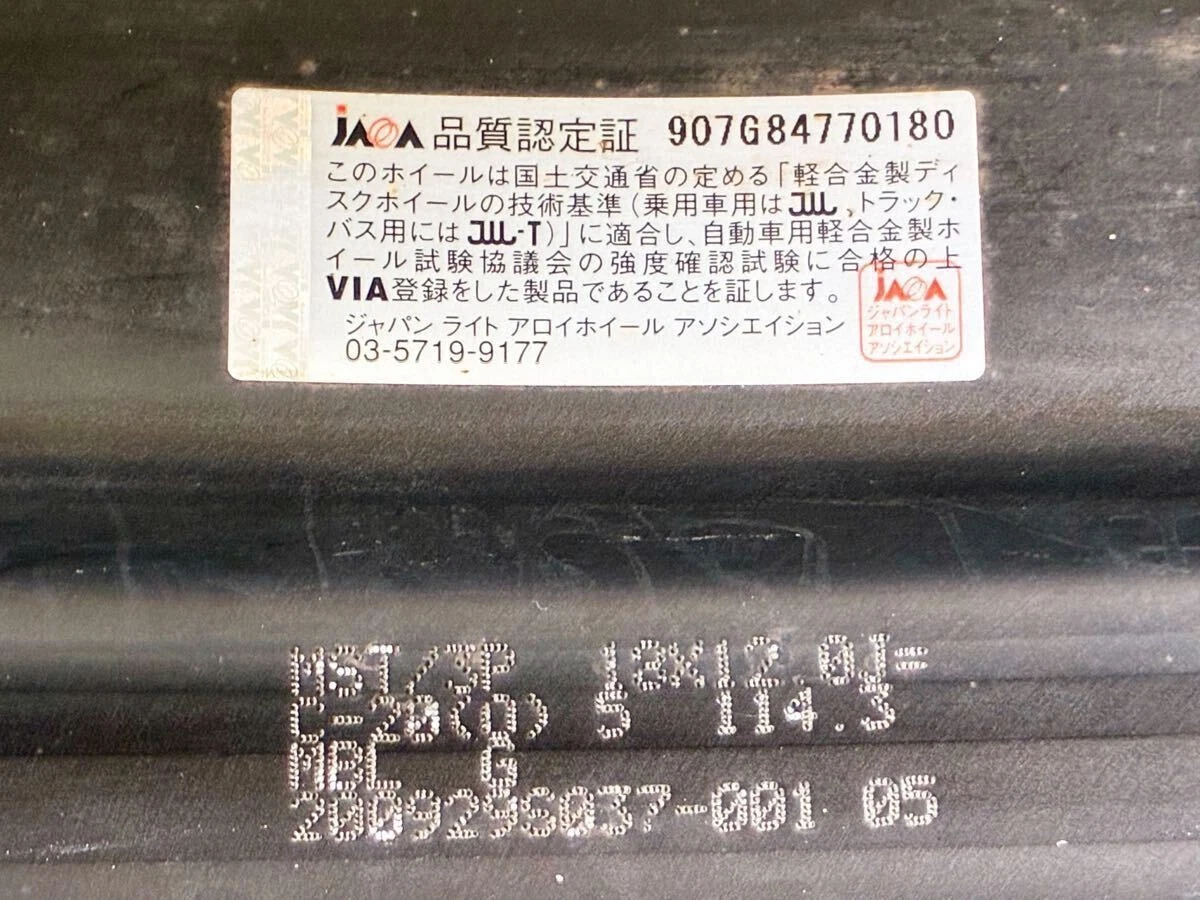 JAWA 品質認定証 907G84770180
このホイールは国土交通省の定める「軽合金製ディ
スクホイールの技術基準(乗用車用はJWL、トラック・
バス用にはJWL-T)」に適合し、自動車用軽合金製ホ
イール試験協議会の強度確認試験に合格の上
VIA登録をした製品であることを証します。
ジャパン ライト アロイホイール アソシエイション
03-5719-9177
JAWA
ジャパンライト
アロイホイール
アソシエイション
18X12.0J-
5 114.3
G
200929S037-001 05